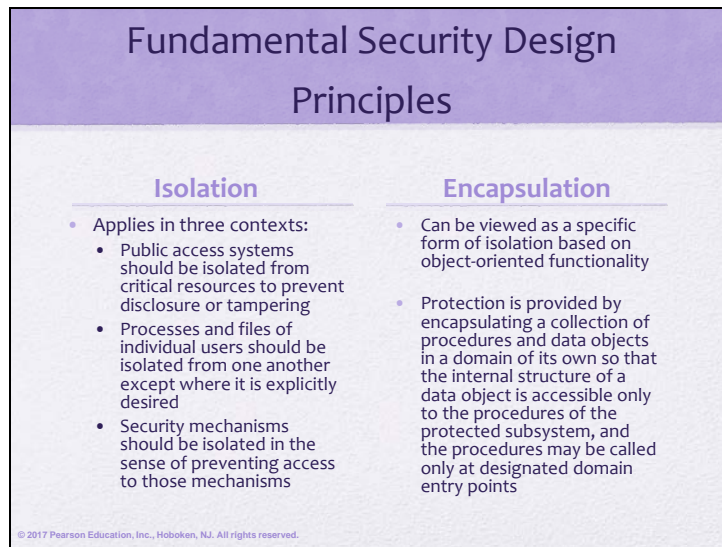 Fundamental Security Design
Principles
Isolation
• Applies in three contexts:
• Public access systems
should be isolated from
critical resources to prevent
disclosure or tampering
• Processes and files of
individual users should be
isolated from one another
except where it is explicitly
desired
• Security mechanisms
should be isolated in the
sense of preventing access
to those mechanisms
Encapsulation
• Can be viewed as a specific
form of isolation based on
object-oriented functionality
• Protection is provided by
encapsulating a collection of
procedures and data objects
in a domain of its own so that
the internal structure of a
data object is accessible only
to the procedures of the
protected subsystem, and
the procedures may be called
only at designated domain
entry points
© 2017 Pearson Education, Inc., Hoboken, NJ. All rights reserved.